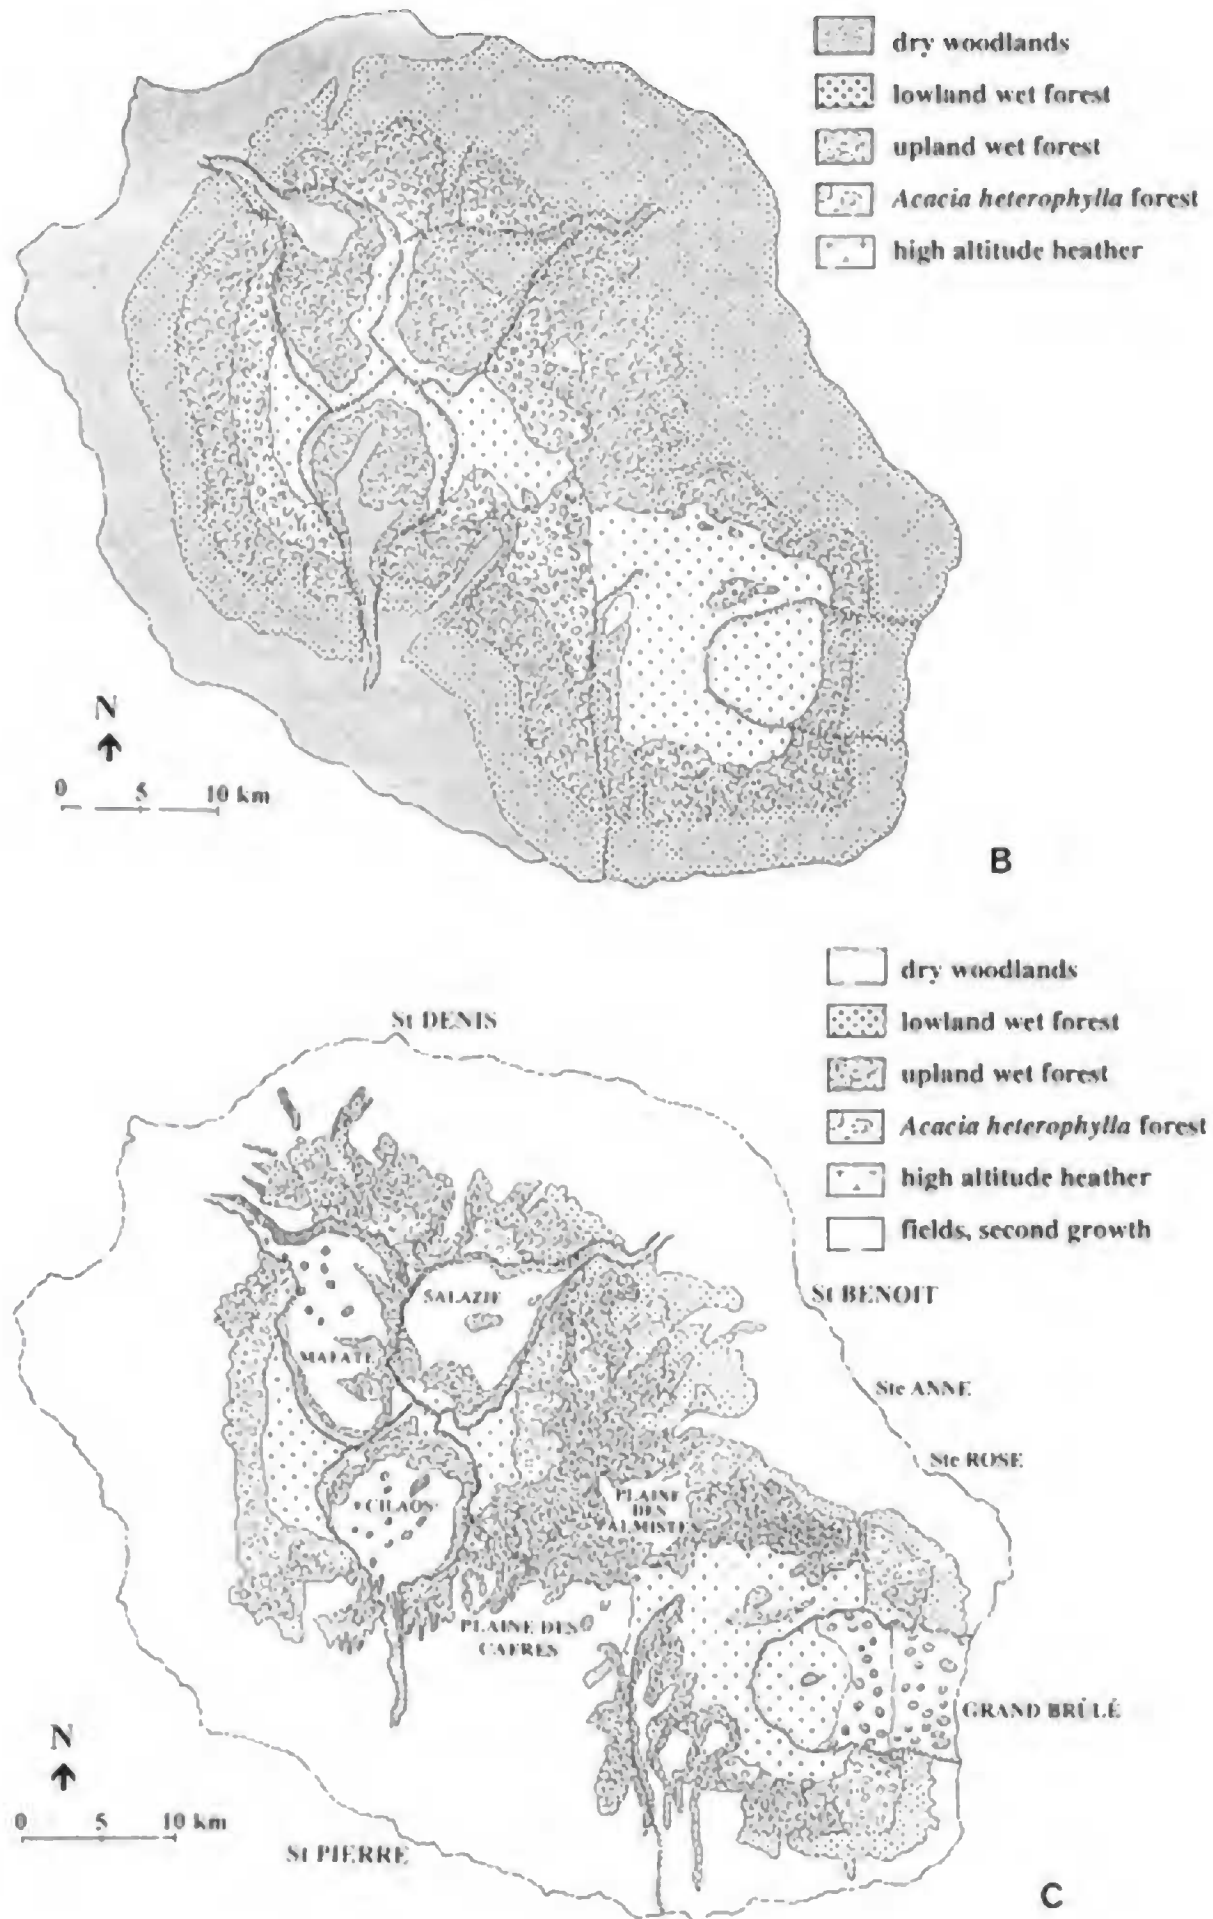 dry woodlands
lowland wet forest
upland wet forest
Acacia heterophylla forest
high altitude heather
N
0 5 10 km
B
dry woodlands
lowland wet forest
upland wet forest
Acacia heterophylla forest
high altitude heather
fields, second growth
St DENIS
St BENOIT
SALAZIE
MAFATE
Ste ANNE
Ste ROSE
PLAINE
DES
PALMISTES
CILAOS
PLAINE DES
CAFRES
GRAND BRÛLÉ
N
0 5 10 km
St PIERRE
C